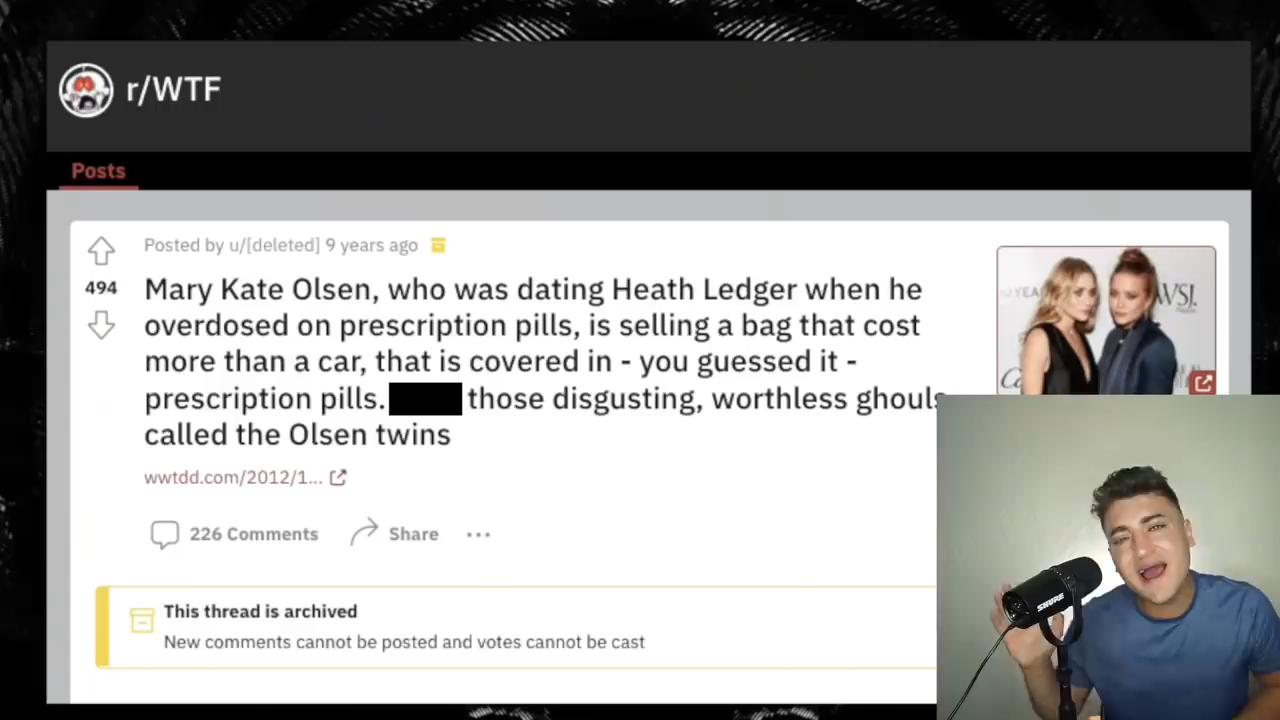 r/WTF
Posts
Posted by u/[deleted] 9 years ago
494
Mary Kate Olsen, who was dating Heath Ledger when he
overdosed on prescription pills, is selling a bag that cost
more than a car, that is covered in - you guessed it -
prescription pills. those disgusting, worthless ghouls
called the Olsen twins
WSJ.
wwtdd.com/2012/1...
226 Comments
Share
This thread is archived
New comments cannot be posted and votes cannot be cast
SHURE